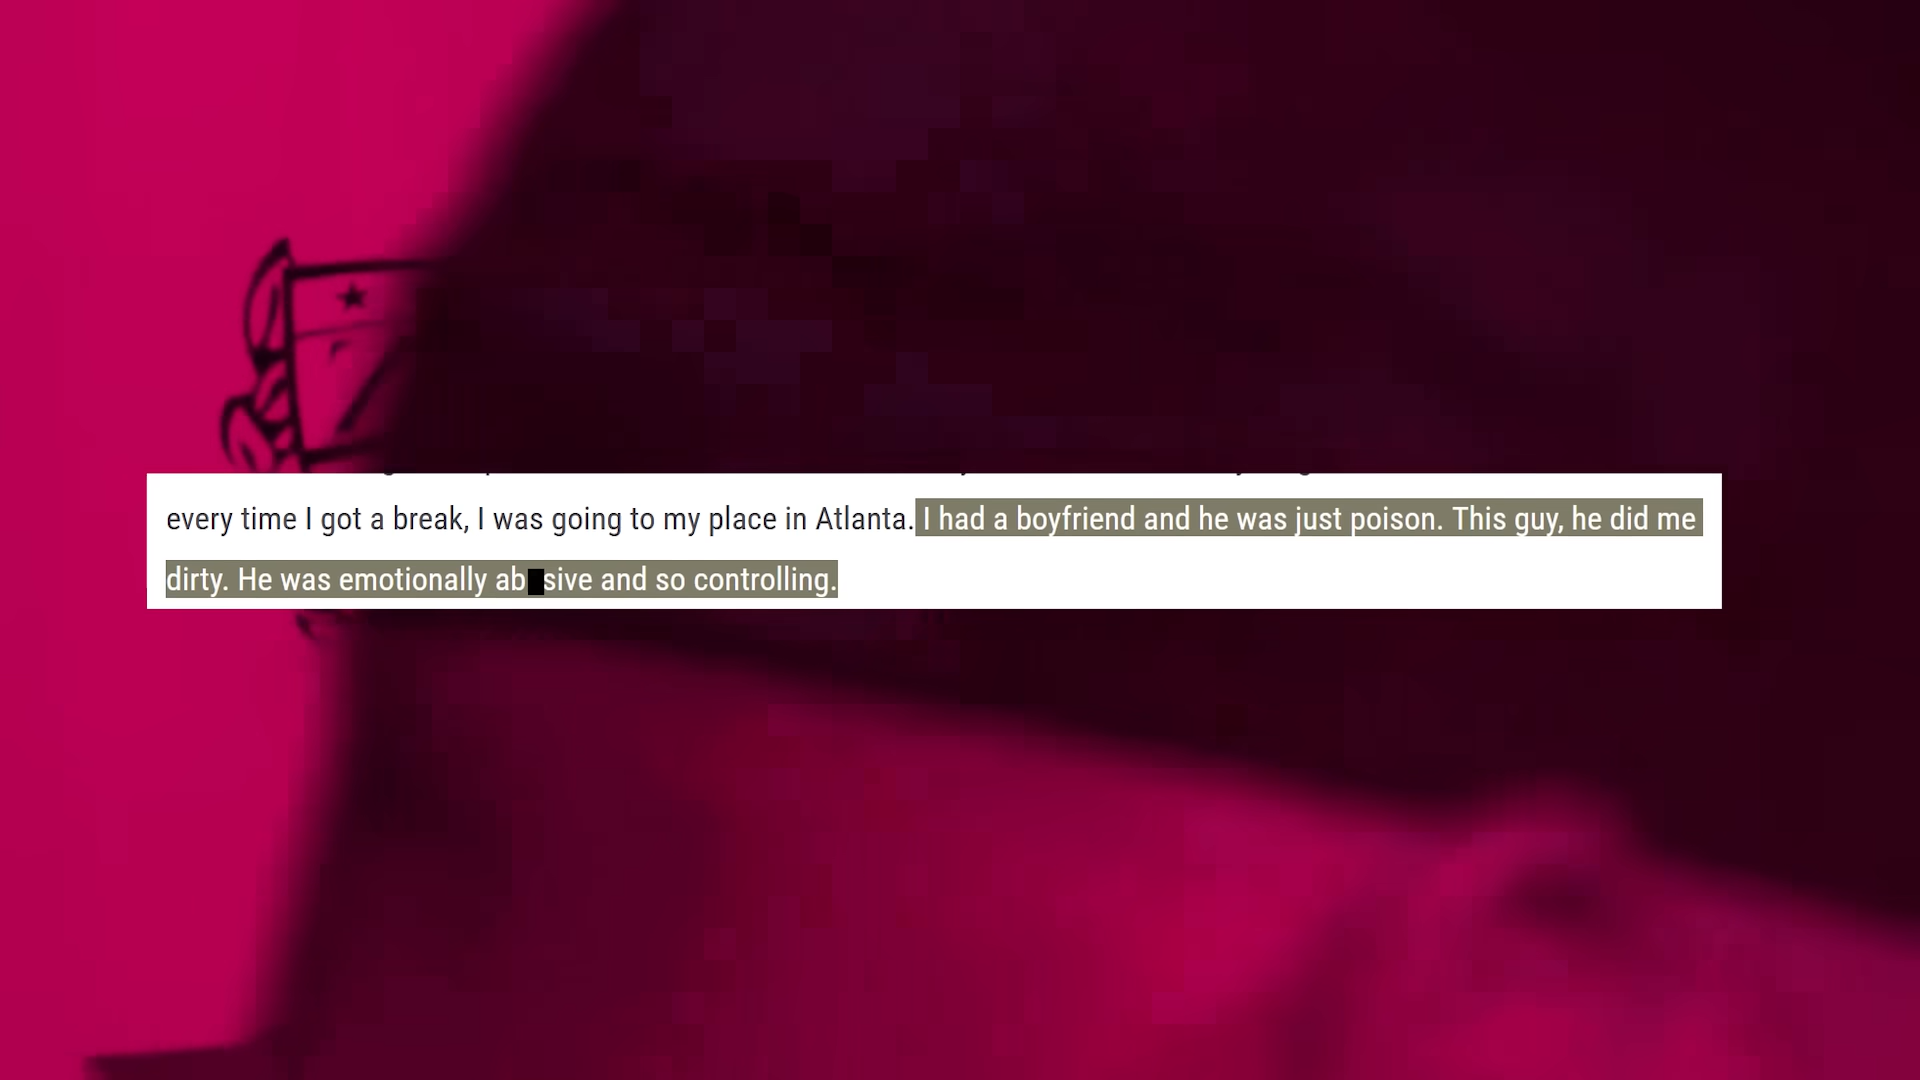 every time I got a break, I was going to my place in Atlanta. I had a boyfriend and he was just poison. This guy, he did me
dirty. He was emotionally ab█sive and so controlling.